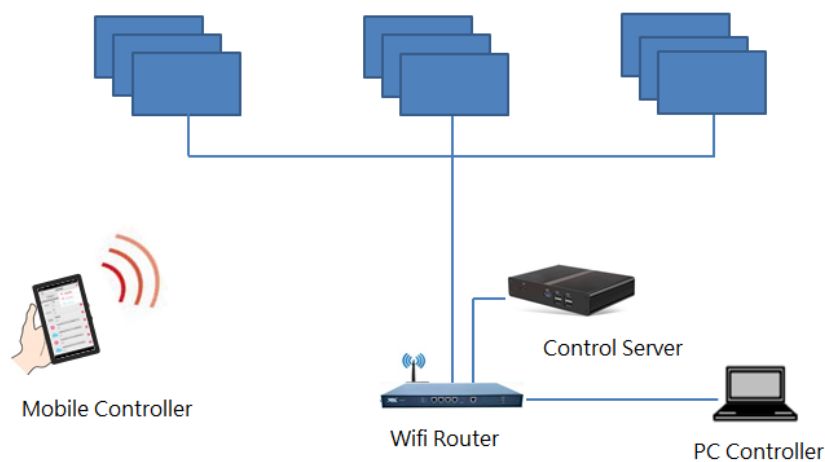 Control Server
Mobile Controller
Wifi Router
PC Controller